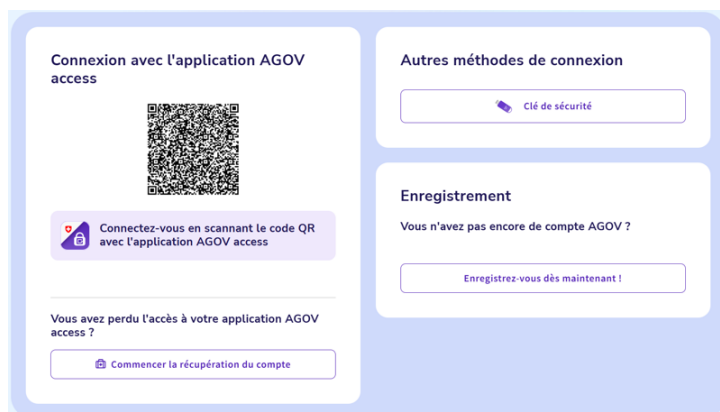 Connexion avec l'application AGOV
access
Connectez-vous en scannant le code QR
avec l'application AGOV access
Vous avez perdu l'accès à votre application AGOV
access ?
Commencer la récupération du compte
Autres méthodes de connexion
Clé de sécurité
Enregistrement
Vous n'avez pas encore de compte AGOV ?
Enregistrez-vous dès maintenant !